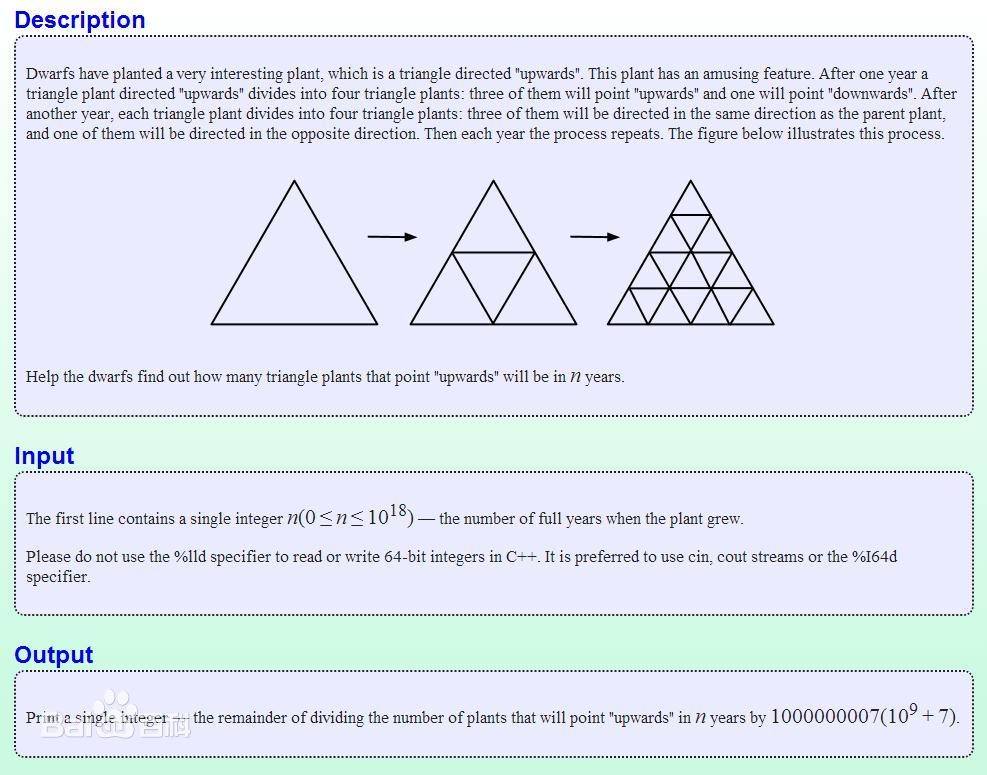 Description
Dwarfs have planted a very interesting plant, which is a triangle directed "upwards". This plant has an amusing feature. After one year a
triangle plant directed "upwards" divides into four triangle plants: three of them will point "upwards" and one will point "downwards". After
another year, each triangle plant divides into four triangle plants: three of them will be directed in the same direction as the parent plant,
and one of them will be directed in the opposite direction. Then each year the process repeats. The figure below illustrates this process.
Help the dwarfs find out how many triangle plants that point "upwards" will be in n years.
Input
The first line contains a single integer n(0≤n≤10^18) — the number of full years when the plant grew.
Please do not use the %lld specifier to read or write 64-bit integers in C++. It is preferred to use cin, cout streams or the %I64d
specifier.
Output
Print a single integer — the remainder of dividing the number of plants that will point "upwards" in n years by 1000000007(10^9 + 7).
Baidu百科